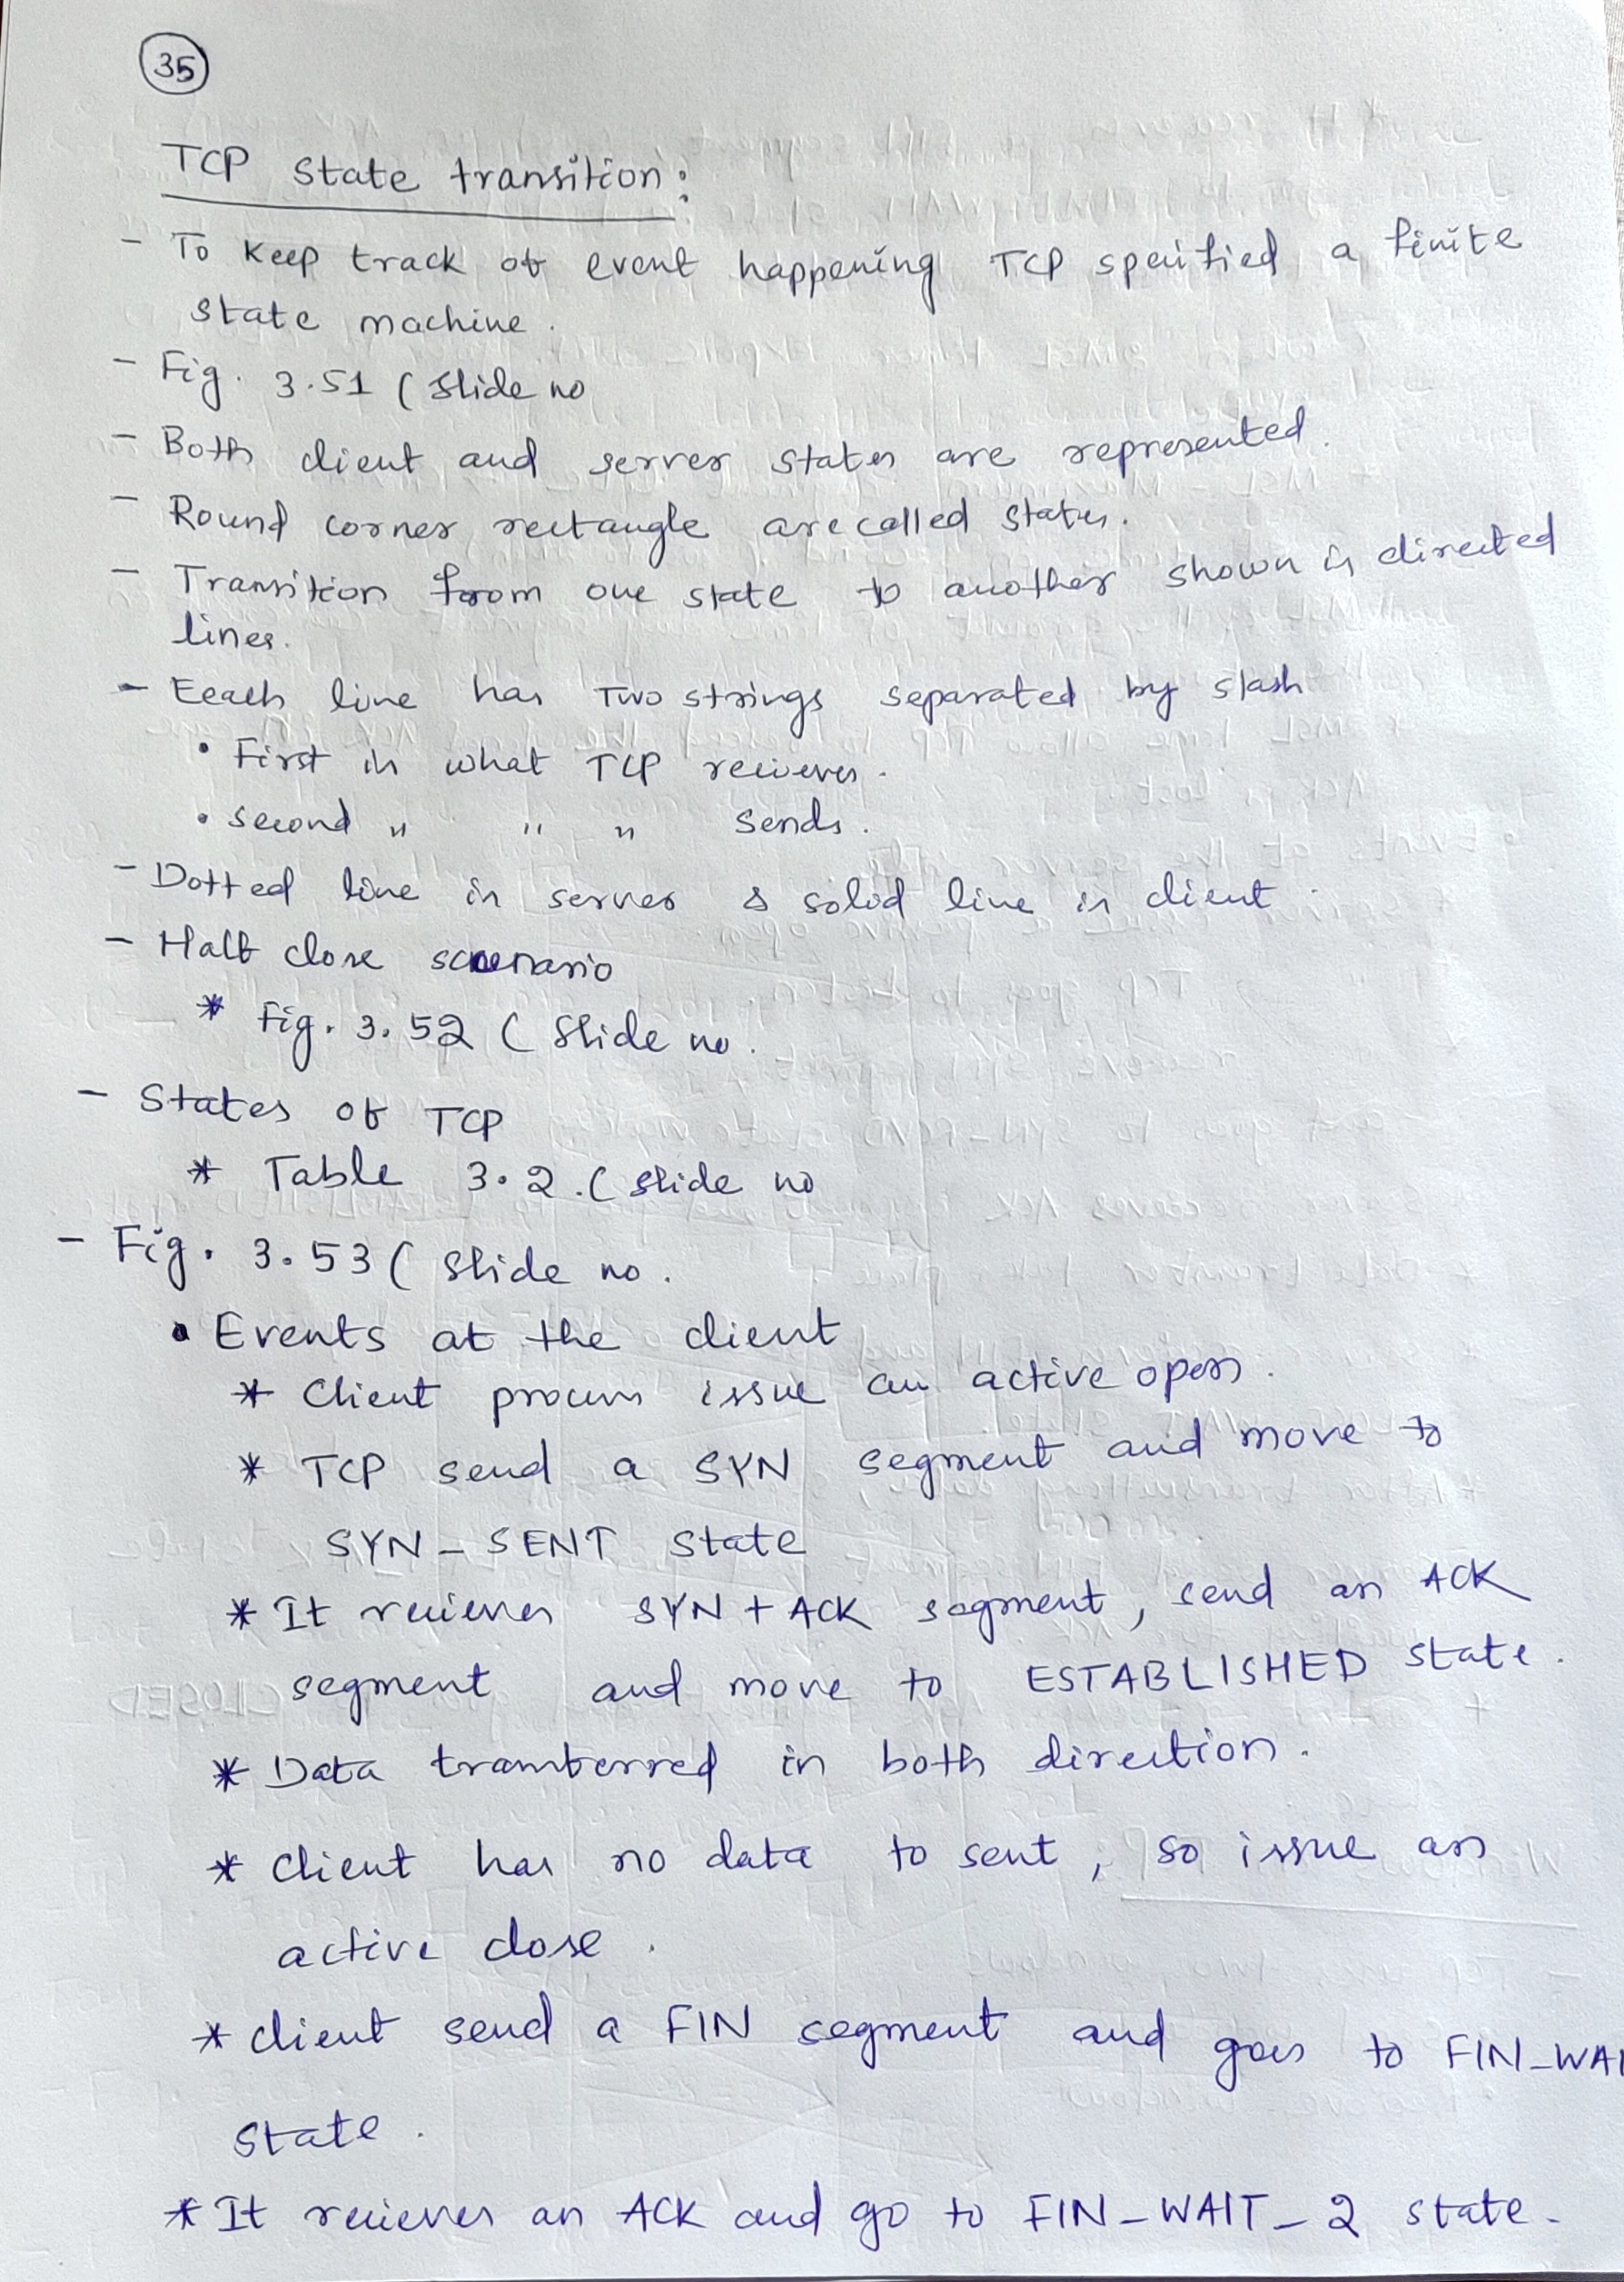 35
TCP state transition:
- To keep track of event happening TCP specified a finite
state machine.
- Fig. 3.51 ( Slide no
- Both client and server states are represented.
- Round corner rectangle are called states.
- Transition from one state to another shown is directed
lines.
- Eeach line has Two strings separated by slash
• First is what TCP recieves.
• second " " " sends.
- Dotted line is server & solid line is client.
- Half close scenario
* Fig. 3.52 ( Slide no.
- States of TCP
* Table 3.2. ( Slide no
- Fig. 3.53 ( Slide no.
• Events at the client
* Client process issue an active open.
* TCP send a SYN segment and move to
SYN-SENT state
* It recieves SYN + ACK segment, send an ACK
segment and move to ESTABLISHED state.
* Data transferred in both direction.
* Client has no data to sent, so issue an
active close.
* Client send a FIN segment and goes to FIN-WAI
state.
* It recieves an ACK and go to FIN-WAIT-2 state.